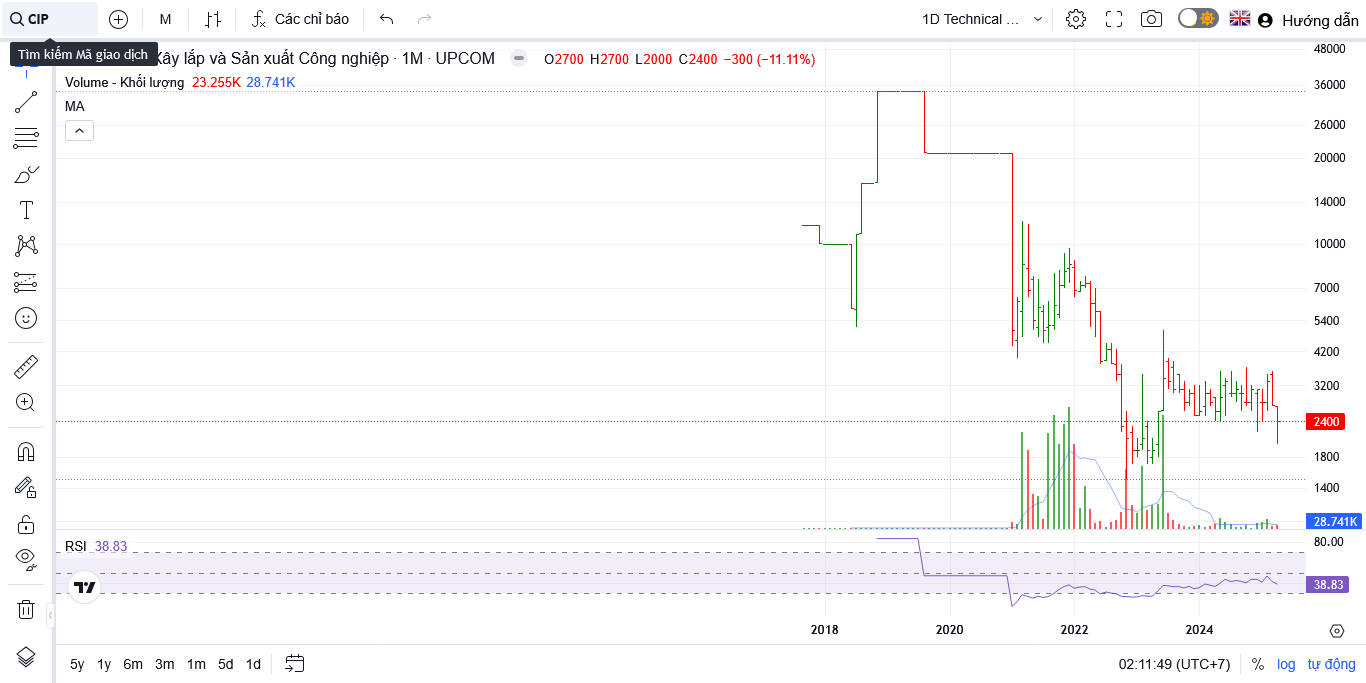 CIP
M
Các chỉ báo
1D Technical ...
Hướng dẫn
Tìm kiếm Mã giao dịch
Xây lắp và Sản xuất Công nghiệp · 1M · UPCOM
O2700 H2700 L2000 C2400 −300 (−11.11%)
Volume - Khối lượng 23.255K 28.741K
MA
48000
36000
26000
20000
14000
10000
7000
5400
4200
3200
2400
1800
1400
28.741K
RSI 38.83
80.00
38.83
2018
2020
2022
2024
5y 1y 6m 3m 1m 5d 1d
02:11:49 (UTC+7)
% log tự động